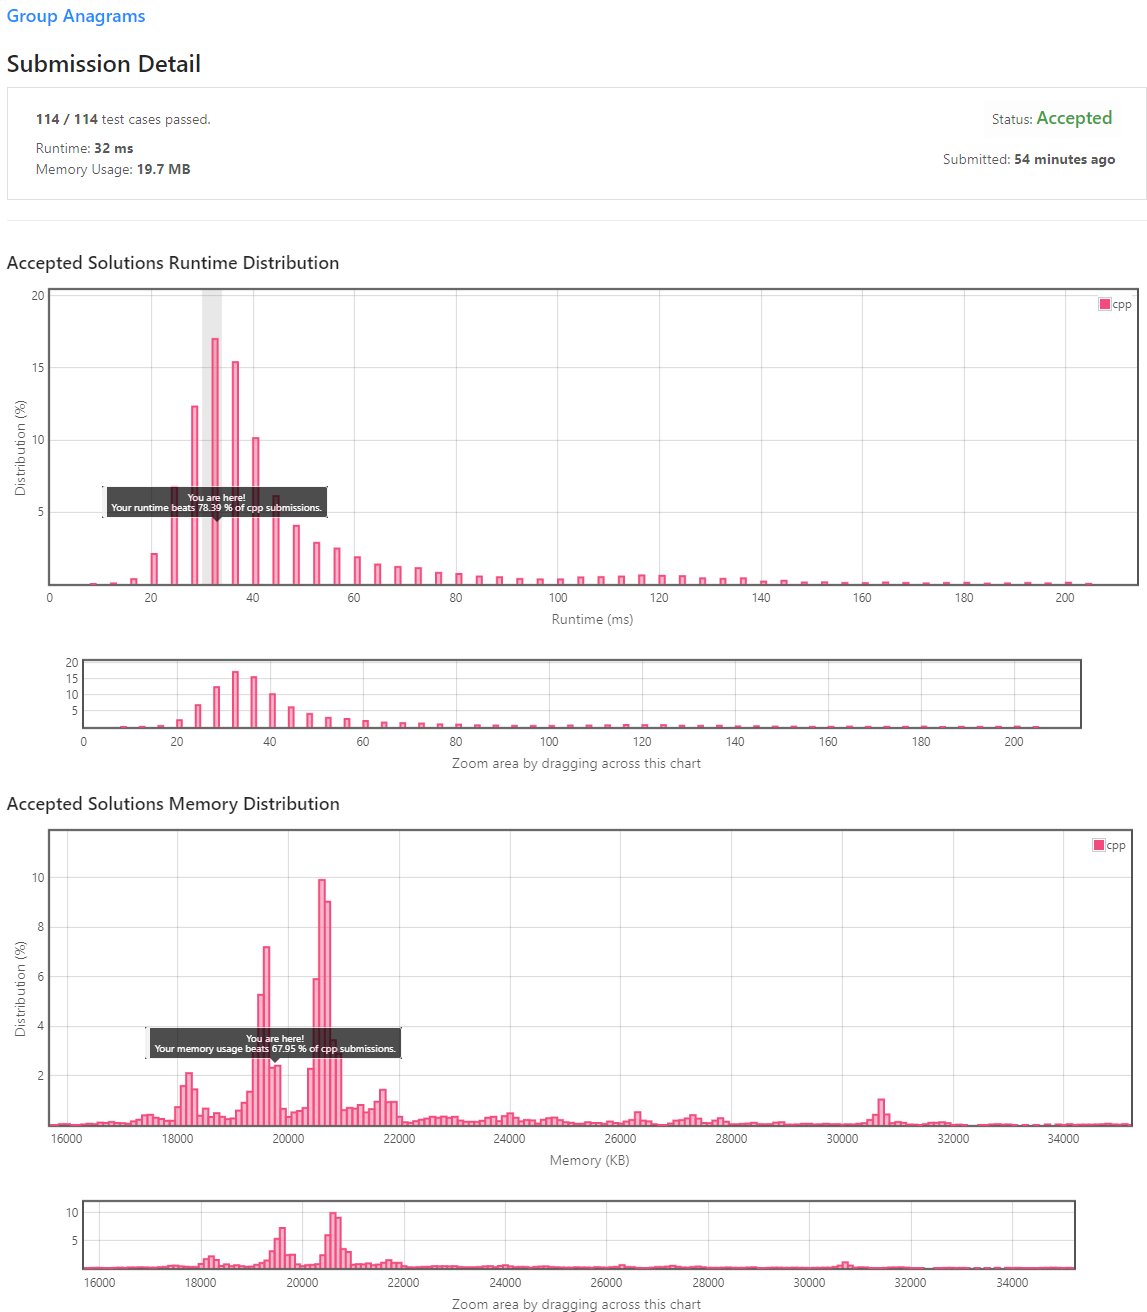 Group Anagrams
Submission Detail
114 / 114 test cases passed.
Status: Accepted
Runtime: 32 ms
Memory Usage: 19.7 MB
Submitted: 54 minutes ago
Accepted Solutions Runtime Distribution
cpp
Distribution (%)
20
15
10
5
You are here!
Your runtime beats 78.39 % of cpp submissions.
0 20 40 60 80 100 120 140 160 180 200
Runtime (ms)
20
15
10
5
0 20 40 60 80 100 120 140 160 180 200
Zoom area by dragging across this chart
Accepted Solutions Memory Distribution
cpp
Distribution (%)
10
8
6
4
2
You are here!
Your memory usage beats 67.95 % of cpp submissions.
16000 18000 20000 22000 24000 26000 28000 30000 32000 34000
Memory (KB)
10
5
16000 18000 20000 22000 24000 26000 28000 30000 32000 34000
Zoom area by dragging across this chart